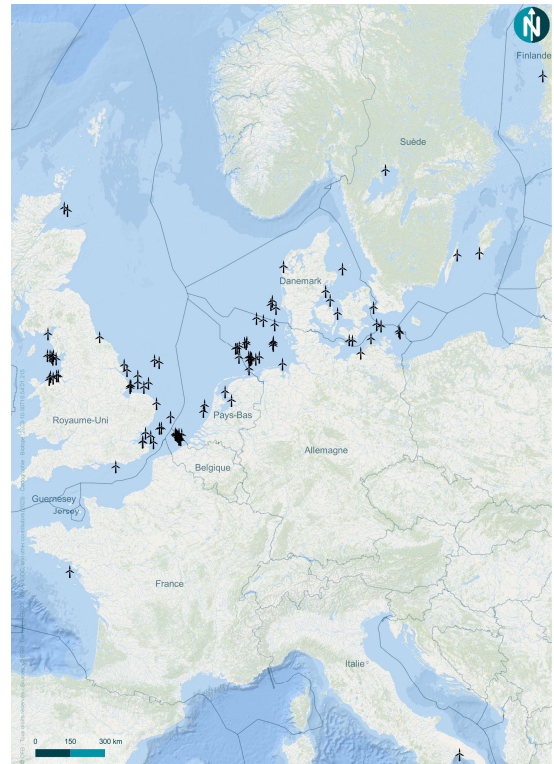 N
Finlande
Suède
Danemark
Royaume-Uni
Pays-Bas
Allemagne
Belgique
Guernesey
Jersey
France
Italie
0 150 300 km